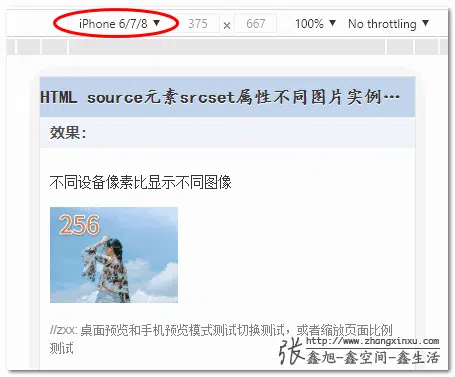 iPhone 6/7/8 ▼ 375 × 667 100% ▼ No throttling ▼
HTML source元素srcset属性不同图片实例…
效果:
不同设备像素比显示不同图像
256
//zxx: 桌面预览和手机预览模式测试切换测试，或者缩放页面比例
测试
http://www.zhangxinxu.com
张鑫旭-鑫空间-鑫生活